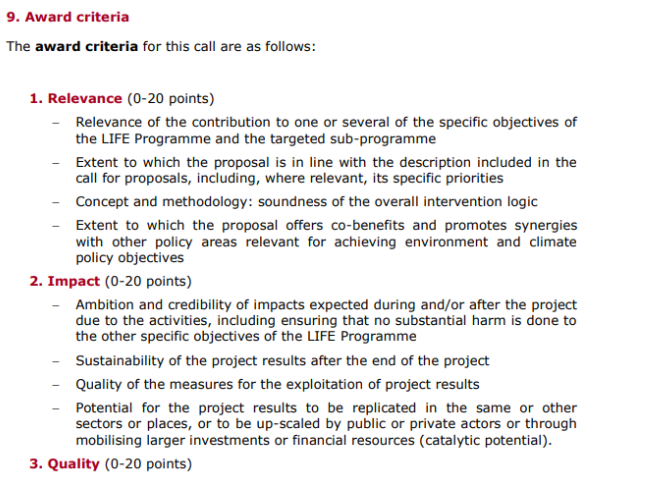 9. Award criteria
The award criteria for this call are as follows:
1. Relevance (0-20 points)
− Relevance of the contribution to one or several of the specific objectives of
the LIFE Programme and the targeted sub-programme
− Extent to which the proposal is in line with the description included in the
call for proposals, including, where relevant, its specific priorities
− Concept and methodology: soundness of the overall intervention logic
− Extent to which the proposal offers co-benefits and promotes synergies
with other policy areas relevant for achieving environment and climate
policy objectives
2. Impact (0-20 points)
− Ambition and credibility of impacts expected during and/or after the project
due to the activities, including ensuring that no substantial harm is done to
the other specific objectives of the LIFE Programme
− Sustainability of the project results after the end of the project
− Quality of the measures for the exploitation of project results
− Potential for the project results to be replicated in the same or other
sectors or places, or to be up-scaled by public or private actors or through
mobilising larger investments or financial resources (catalytic potential).
3. Quality (0-20 points)